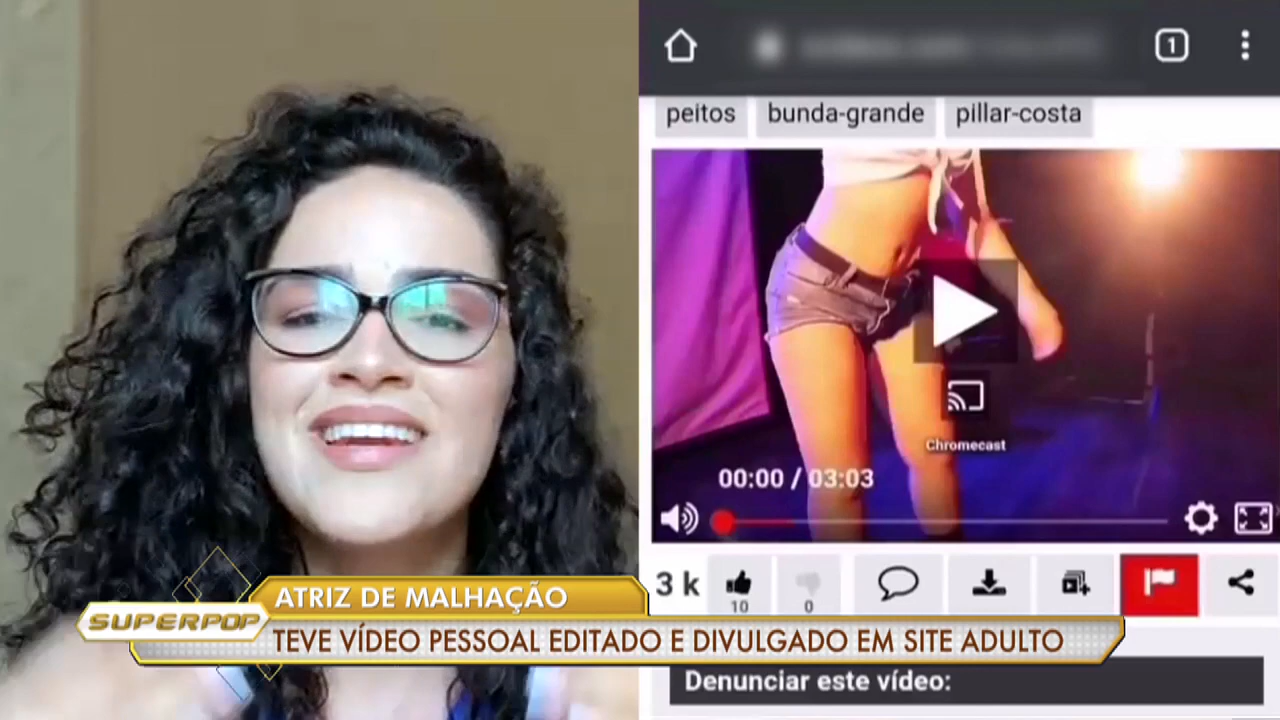 1
peitos
bunda-grande
pillar-costa
Chromecast
00:00 / 03:03
3 k
10
0
ATRIZ DE MALHAÇÃO
SUPERPOP
TEVE VÍDEO PESSOAL EDITADO E DIVULGADO EM SITE ADULTO
Denunciar este vídeo: